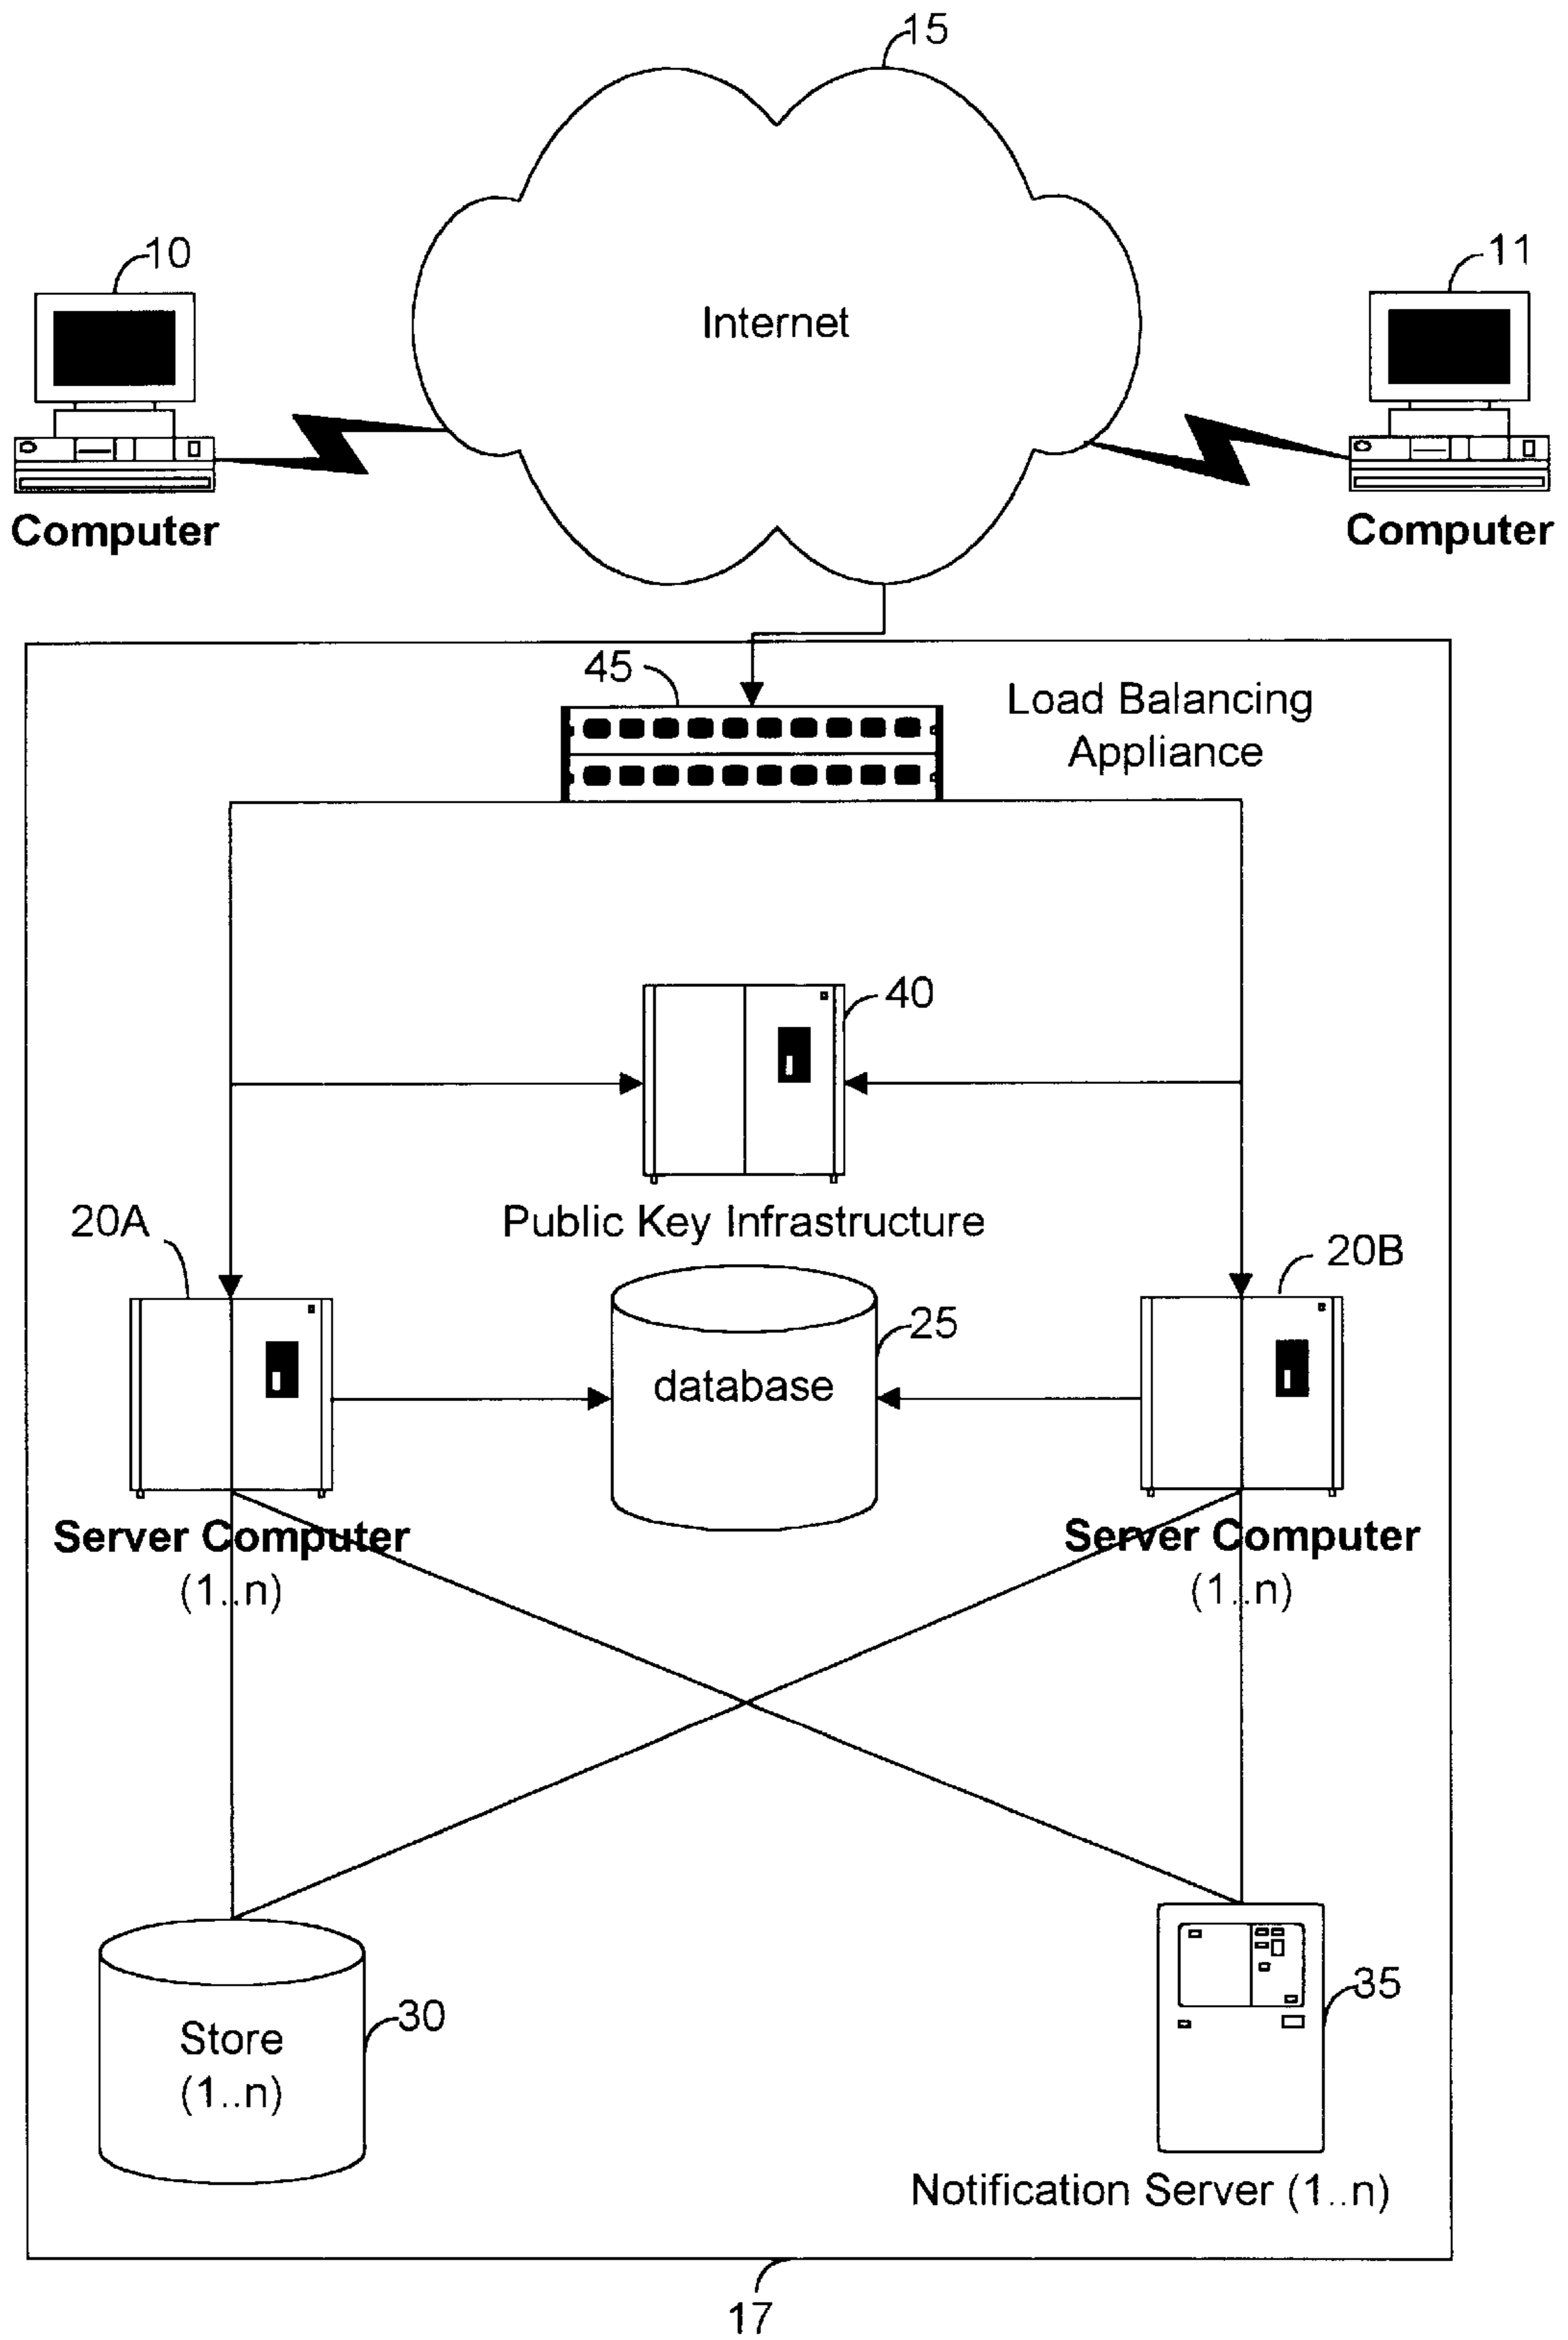 15
10
11
Internet
Computer
Computer
45
Load Balancing
Appliance
40
Public Key Infrastructure
20A
20B
25
database
Server Computer
(1..n)
Server Computer
(1..n)
30
Store
(1..n)
35
Notification Server (1..n)
17